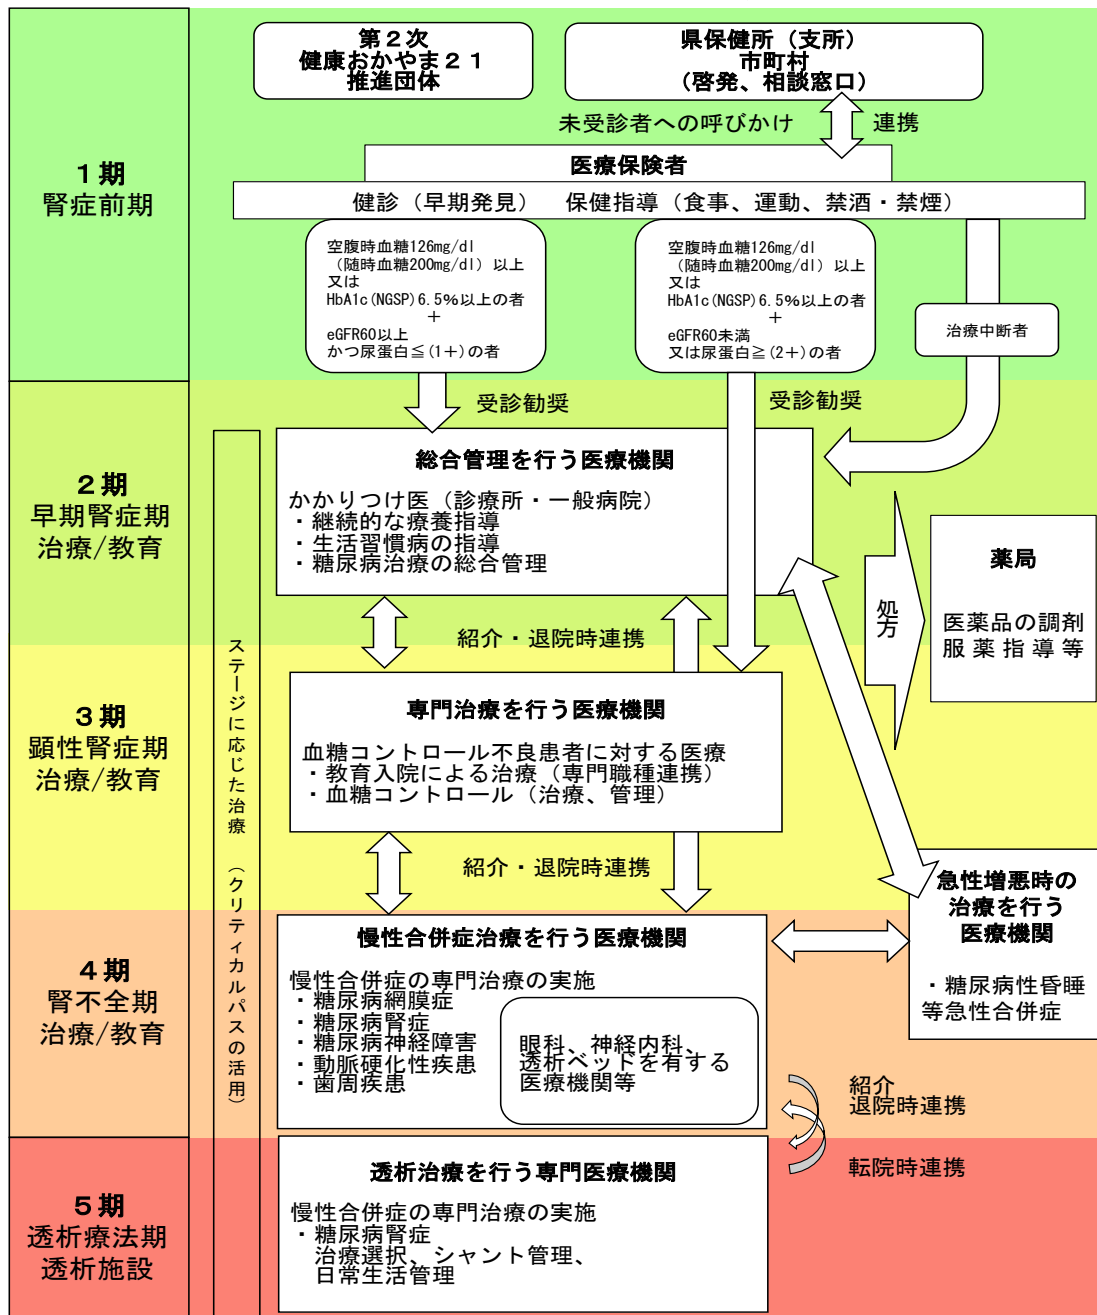 第２次
健康おかやま２１
推進団体
県保健所（支所）
市町村
（啓発、相談窓口）
未受診者への呼びかけ
連携
１期
腎症前期
医療保険者
健診（早期発見）　保健指導（食事、運動、禁酒・禁煙）
空腹時血糖126mg/dl
（随時血糖200mg/dl）以上
又は
HbA1c(NGSP)6.5%以上の者
＋
eGFR60以上
かつ尿蛋白≦(1+)の者
空腹時血糖126mg/dl
（随時血糖200mg/dl）以上
又は
HbA1c(NGSP)6.5%以上の者
＋
eGFR60未満
又は尿蛋白≧(2+)の者
治療中断者
受診勧奨
受診勧奨
２期
早期腎症期
治療/教育
総合管理を行う医療機関
かかりつけ医（診療所・一般病院）
・継続的な療養指導
・生活習慣病の指導
・糖尿病治療の総合管理
処方
薬局
医薬品の調剤
服薬指導等
紹介・退院時連携
ステージに応じた治療　（クリティカルパスの活用）
３期
顕性腎症期
治療/教育
専門治療を行う医療機関
血糖コントロール不良患者に対する医療
・教育入院による治療（専門職種連携）
・血糖コントロール（治療、管理）
紹介・退院時連携
急性増悪時の
治療を行う
医療機関
・糖尿病性昏睡
等急性合併症
４期
腎不全期
治療/教育
慢性合併症治療を行う医療機関
慢性合併症の専門治療の実施
・糖尿病網膜症
・糖尿病腎症
・糖尿病神経障害
・動脈硬化性疾患
・歯周疾患
眼科、神経内科、
透析ベッドを有する
医療機関等
紹介
退院時連携
転院時連携
５期
透析療法期
透析施設
透析治療を行う専門医療機関
慢性合併症の専門治療の実施
・糖尿病腎症
治療選択、シャント管理、
日常生活管理